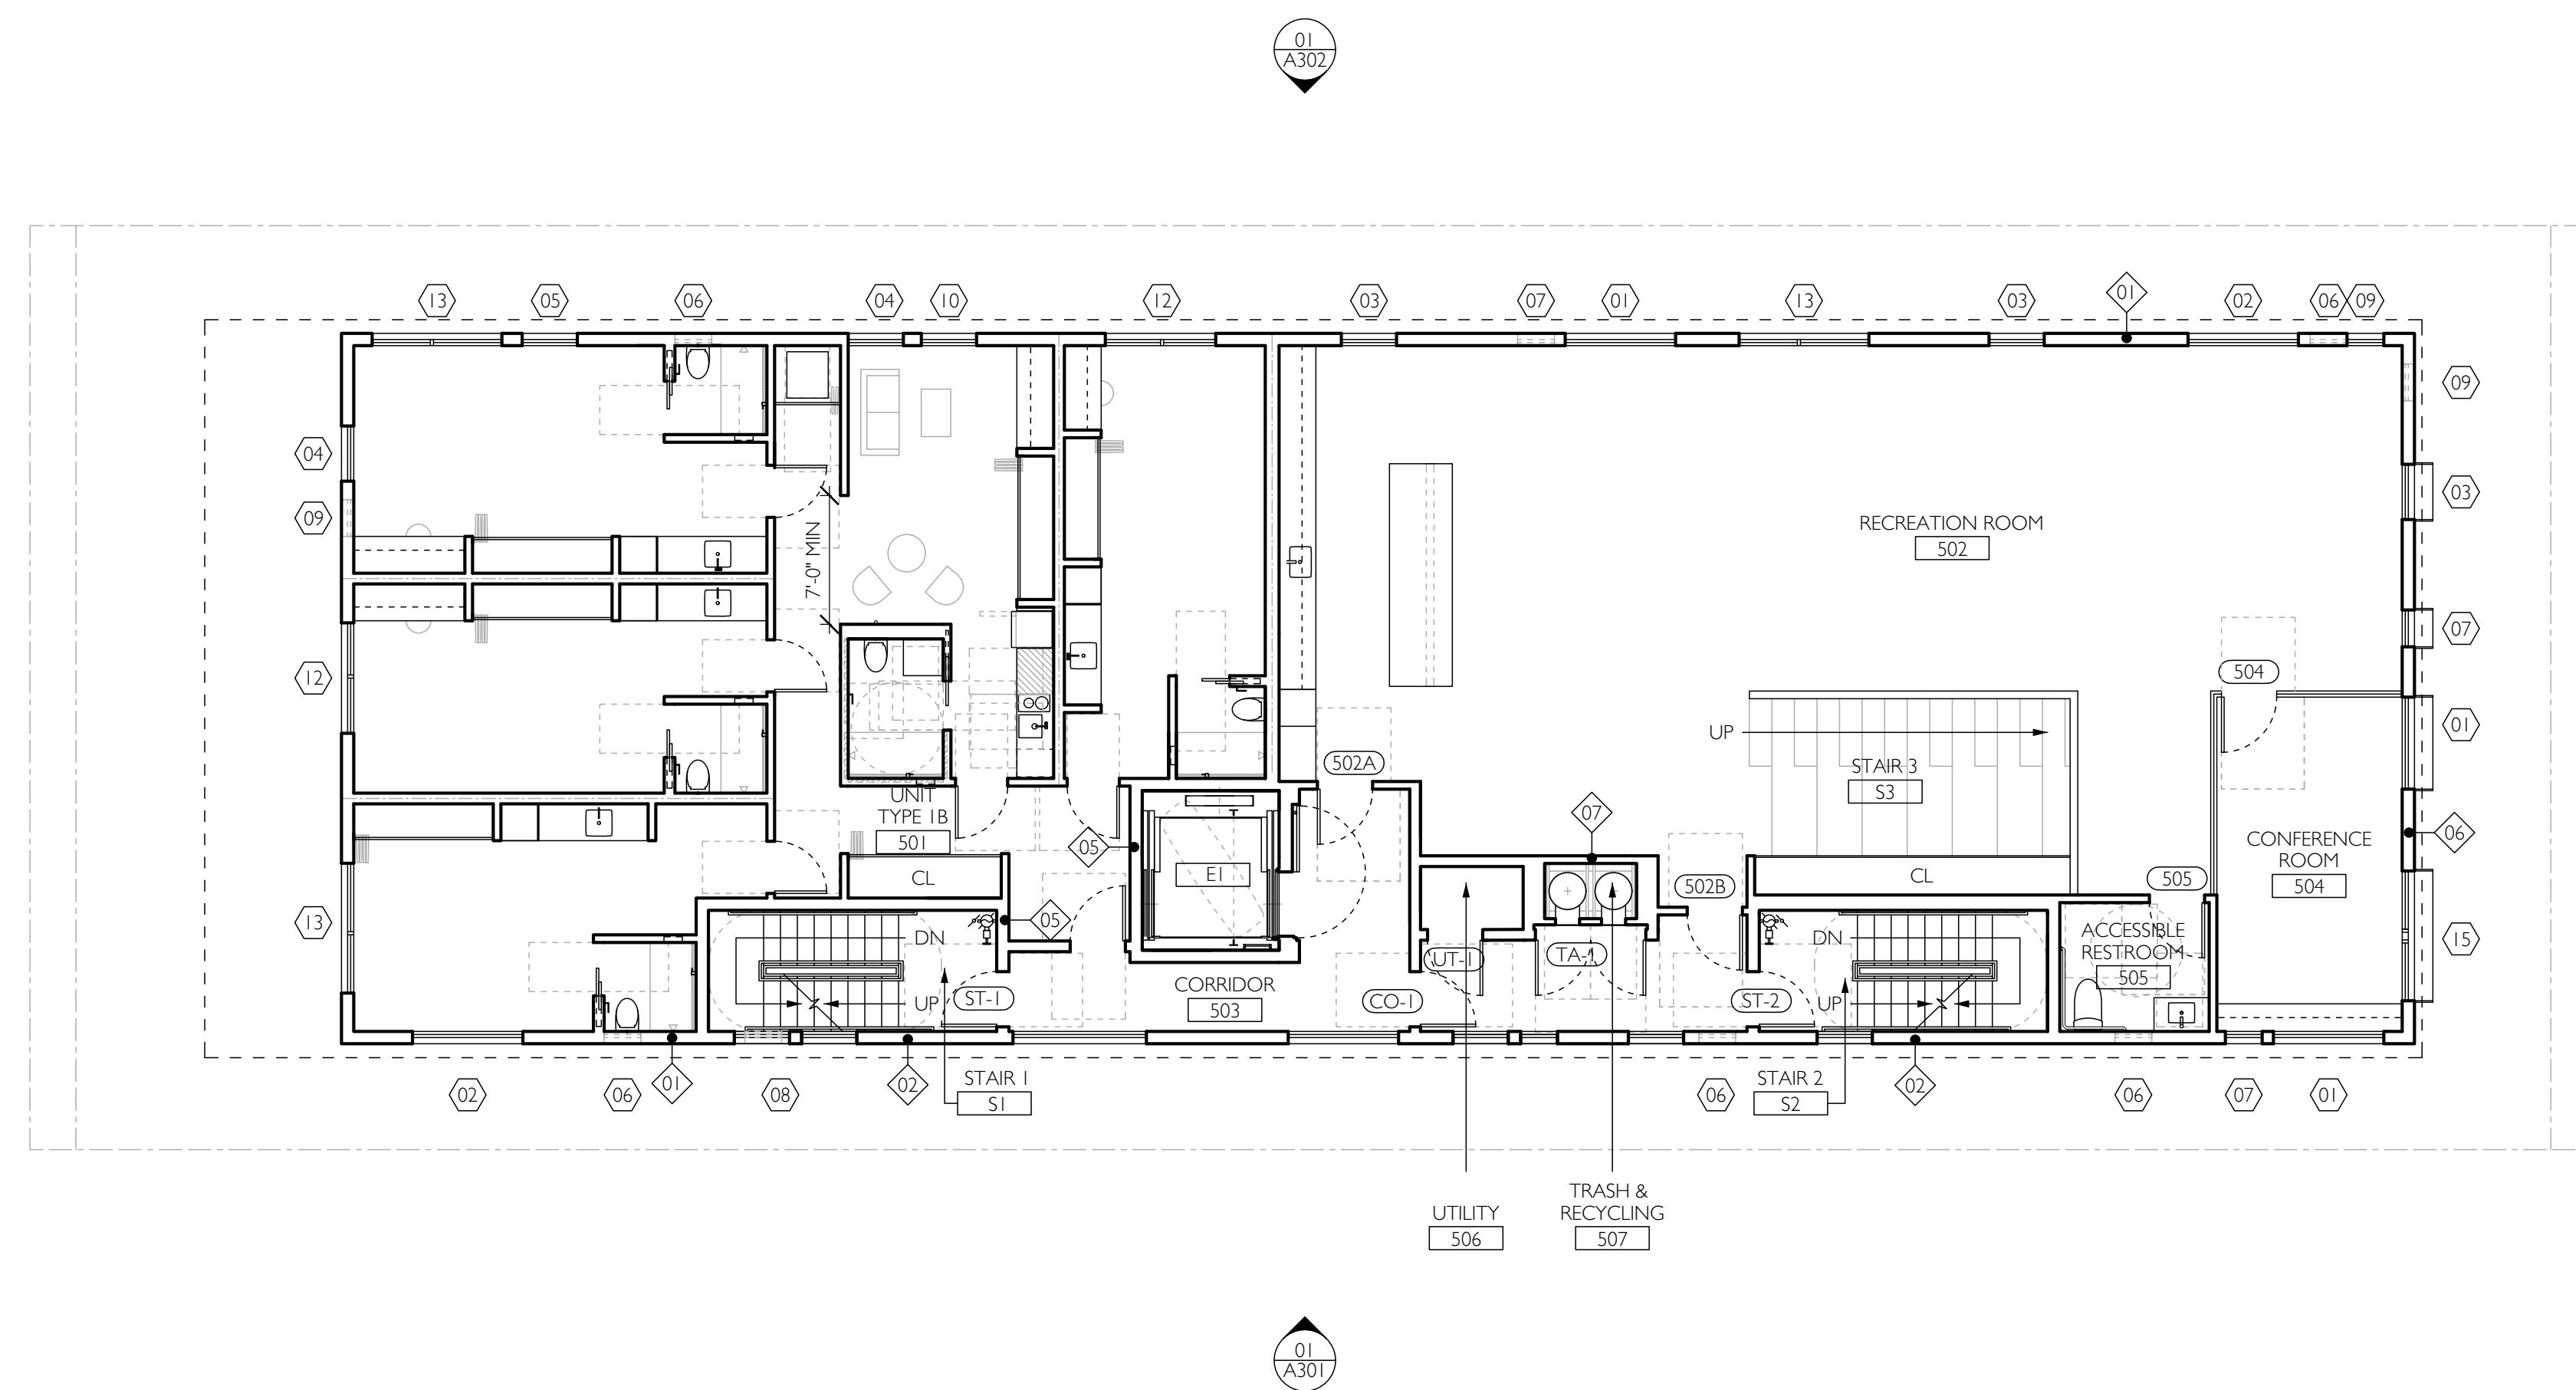 01
A302
13
05
06
04
10
12
03
07
01
13
03
01
02
06
09
09
04
03
09
7'-0" MIN
RECREATION ROOM
502
07
12
504
01
UP
502A
STAIR 3
S3
UNIT
TYPE 1B
501
07
05
06
CONFERENCE
ROOM
504
E1
CL
CL
505
502B
13
05
DN
DN
ACCESSIBLE
RESTROOM
505
15
UT-1
TA-1
CORRIDOR
503
ST-1
CO-1
ST-2
UP
UP
02
06
01
08
02
STAIR 1
S1
06
STAIR 2
S2
02
06
07
01
UTILITY
506
TRASH &
RECYCLING
507
01
A301